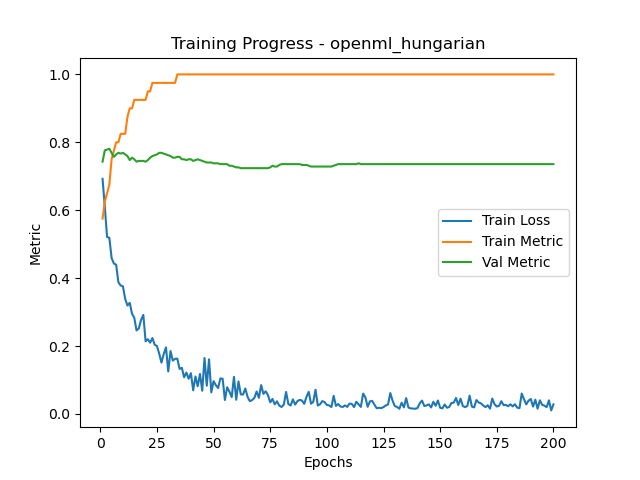 Training Progress - openml_hungarian
Metric
1.0
0.8
0.6
0.4
0.2
0.0
Train Loss
Train Metric
Val Metric
0 25 50 75 100 125 150 175 200
Epochs